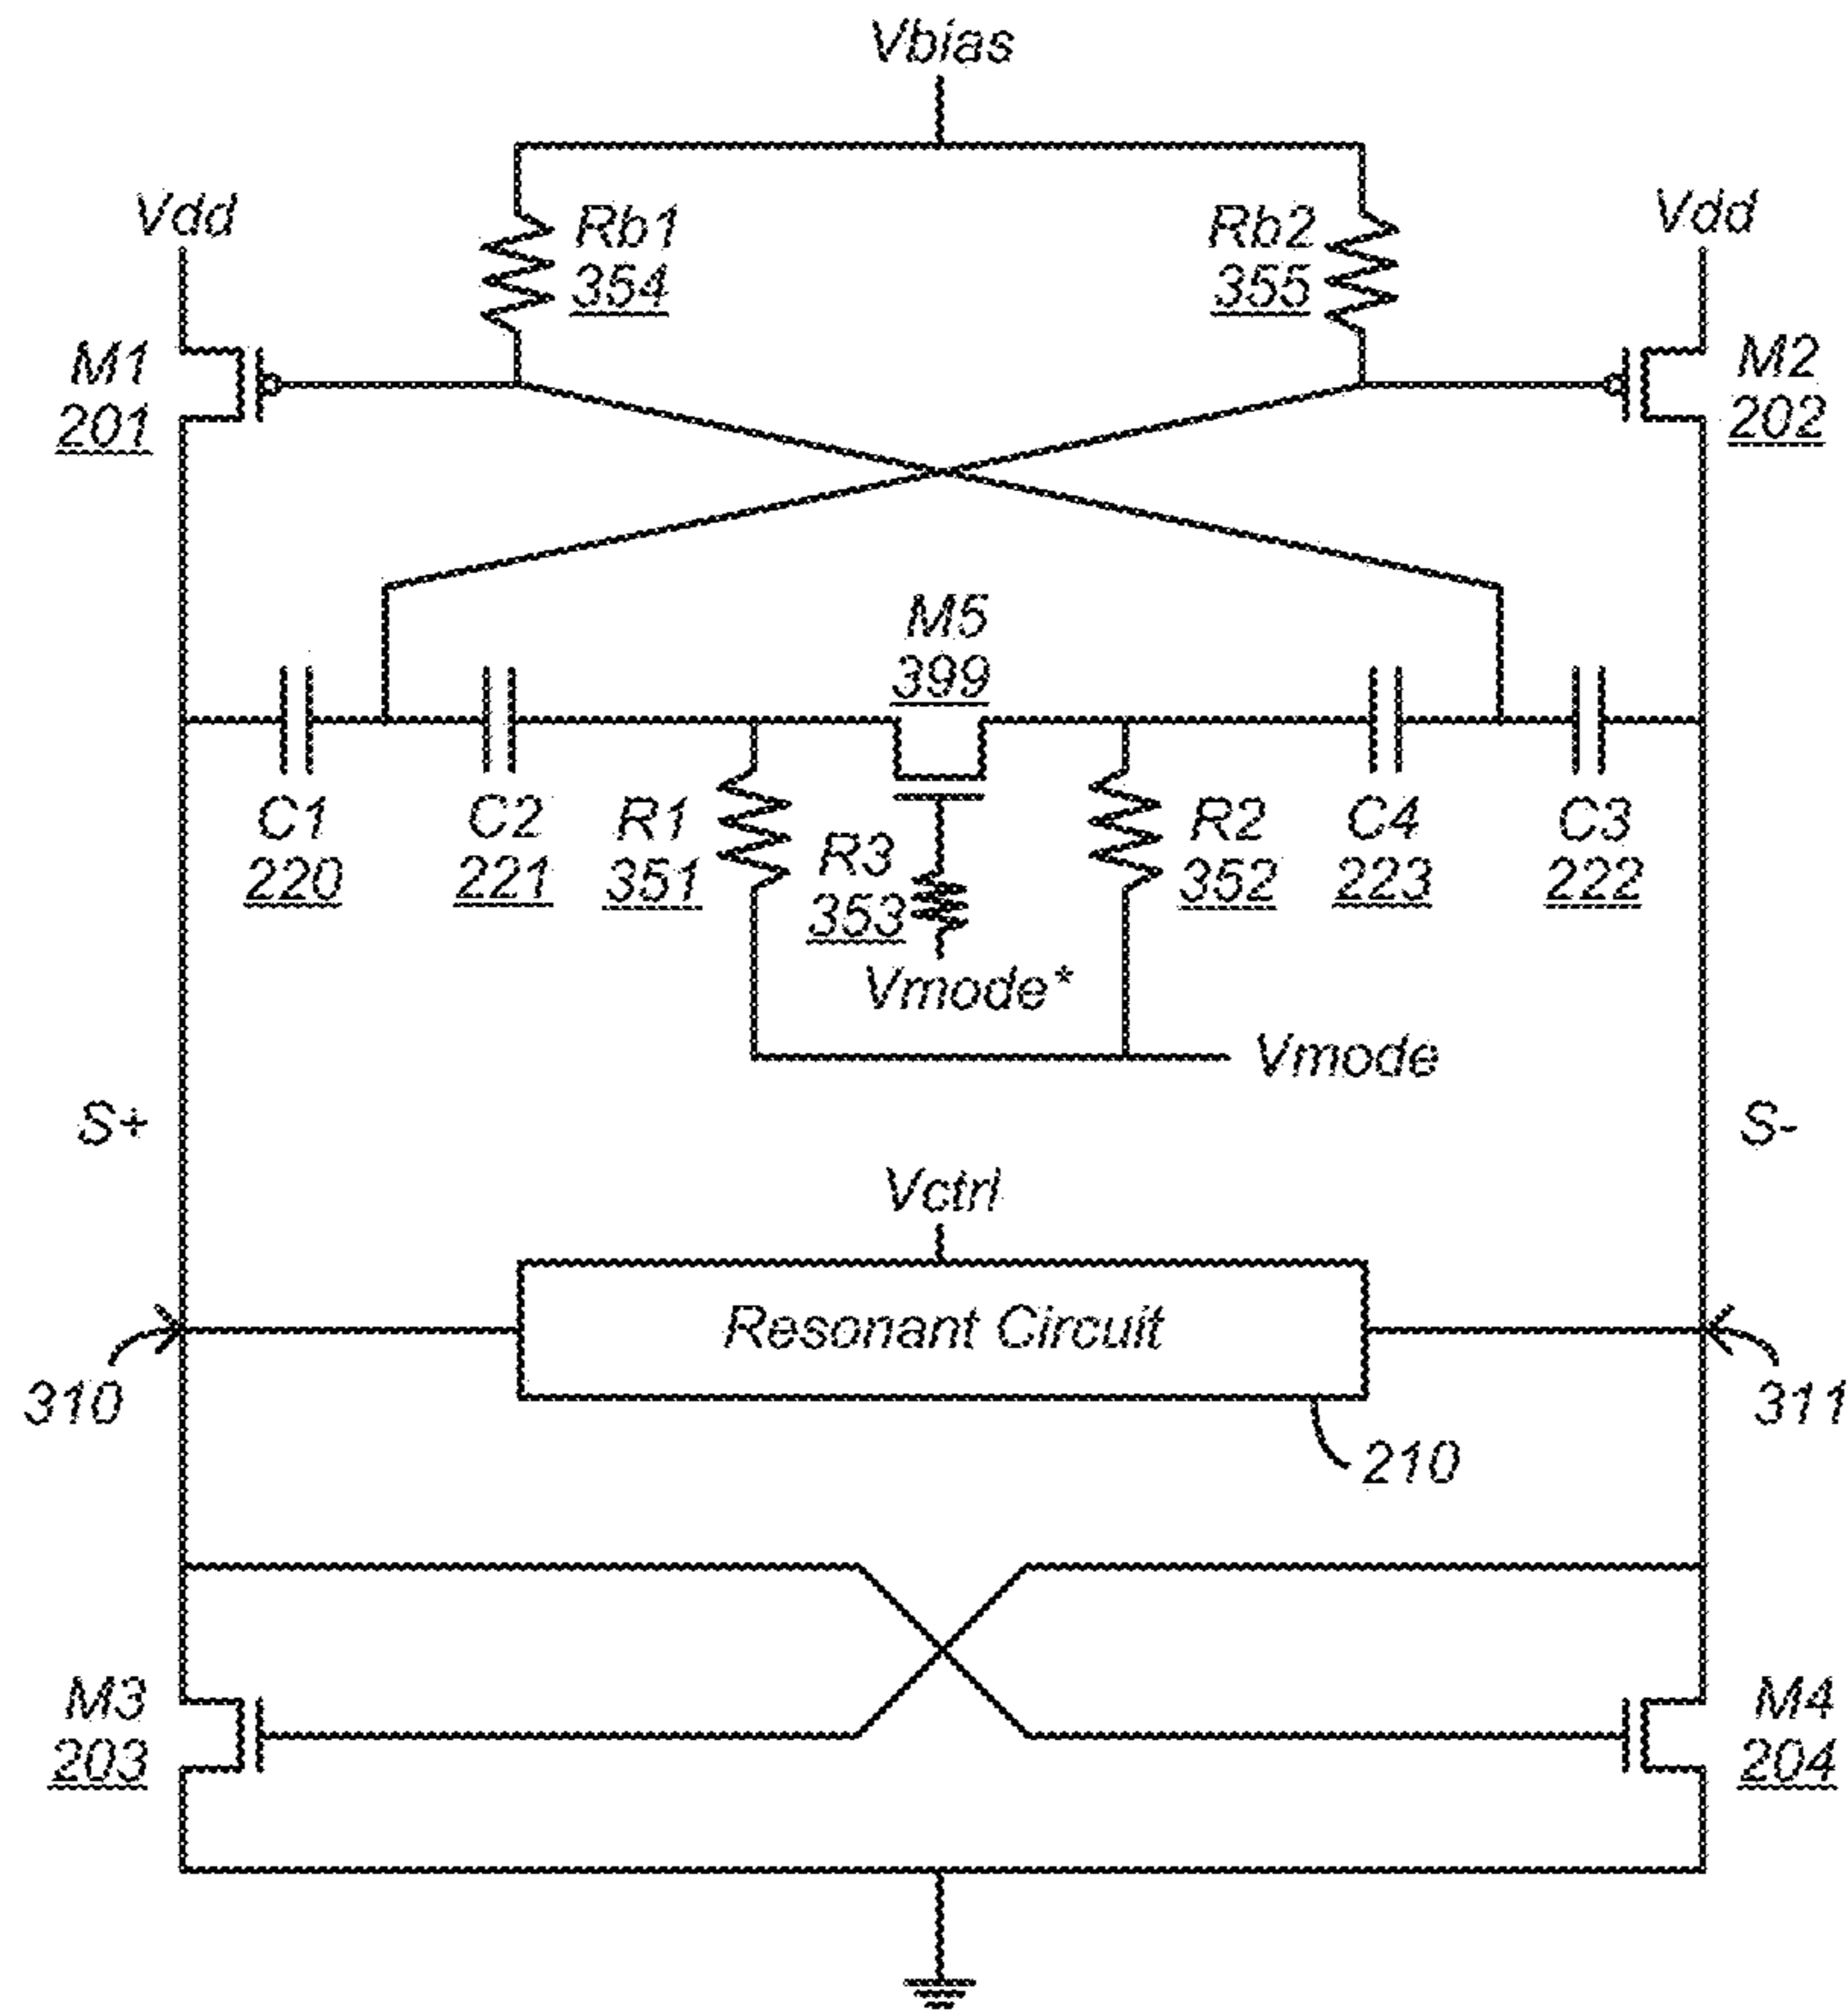 Vbias
Vdd
Rb1
354
Rb2
355
Vdd
M1
201
M2
202
M5
399
C1
220
C2
221
R1
351
R3
353
R2
352
C4
223
C3
222
Vmode*
Vmode
S+
S-
Vctrl
Resonant Circuit
310
311
210
M3
203
M4
204